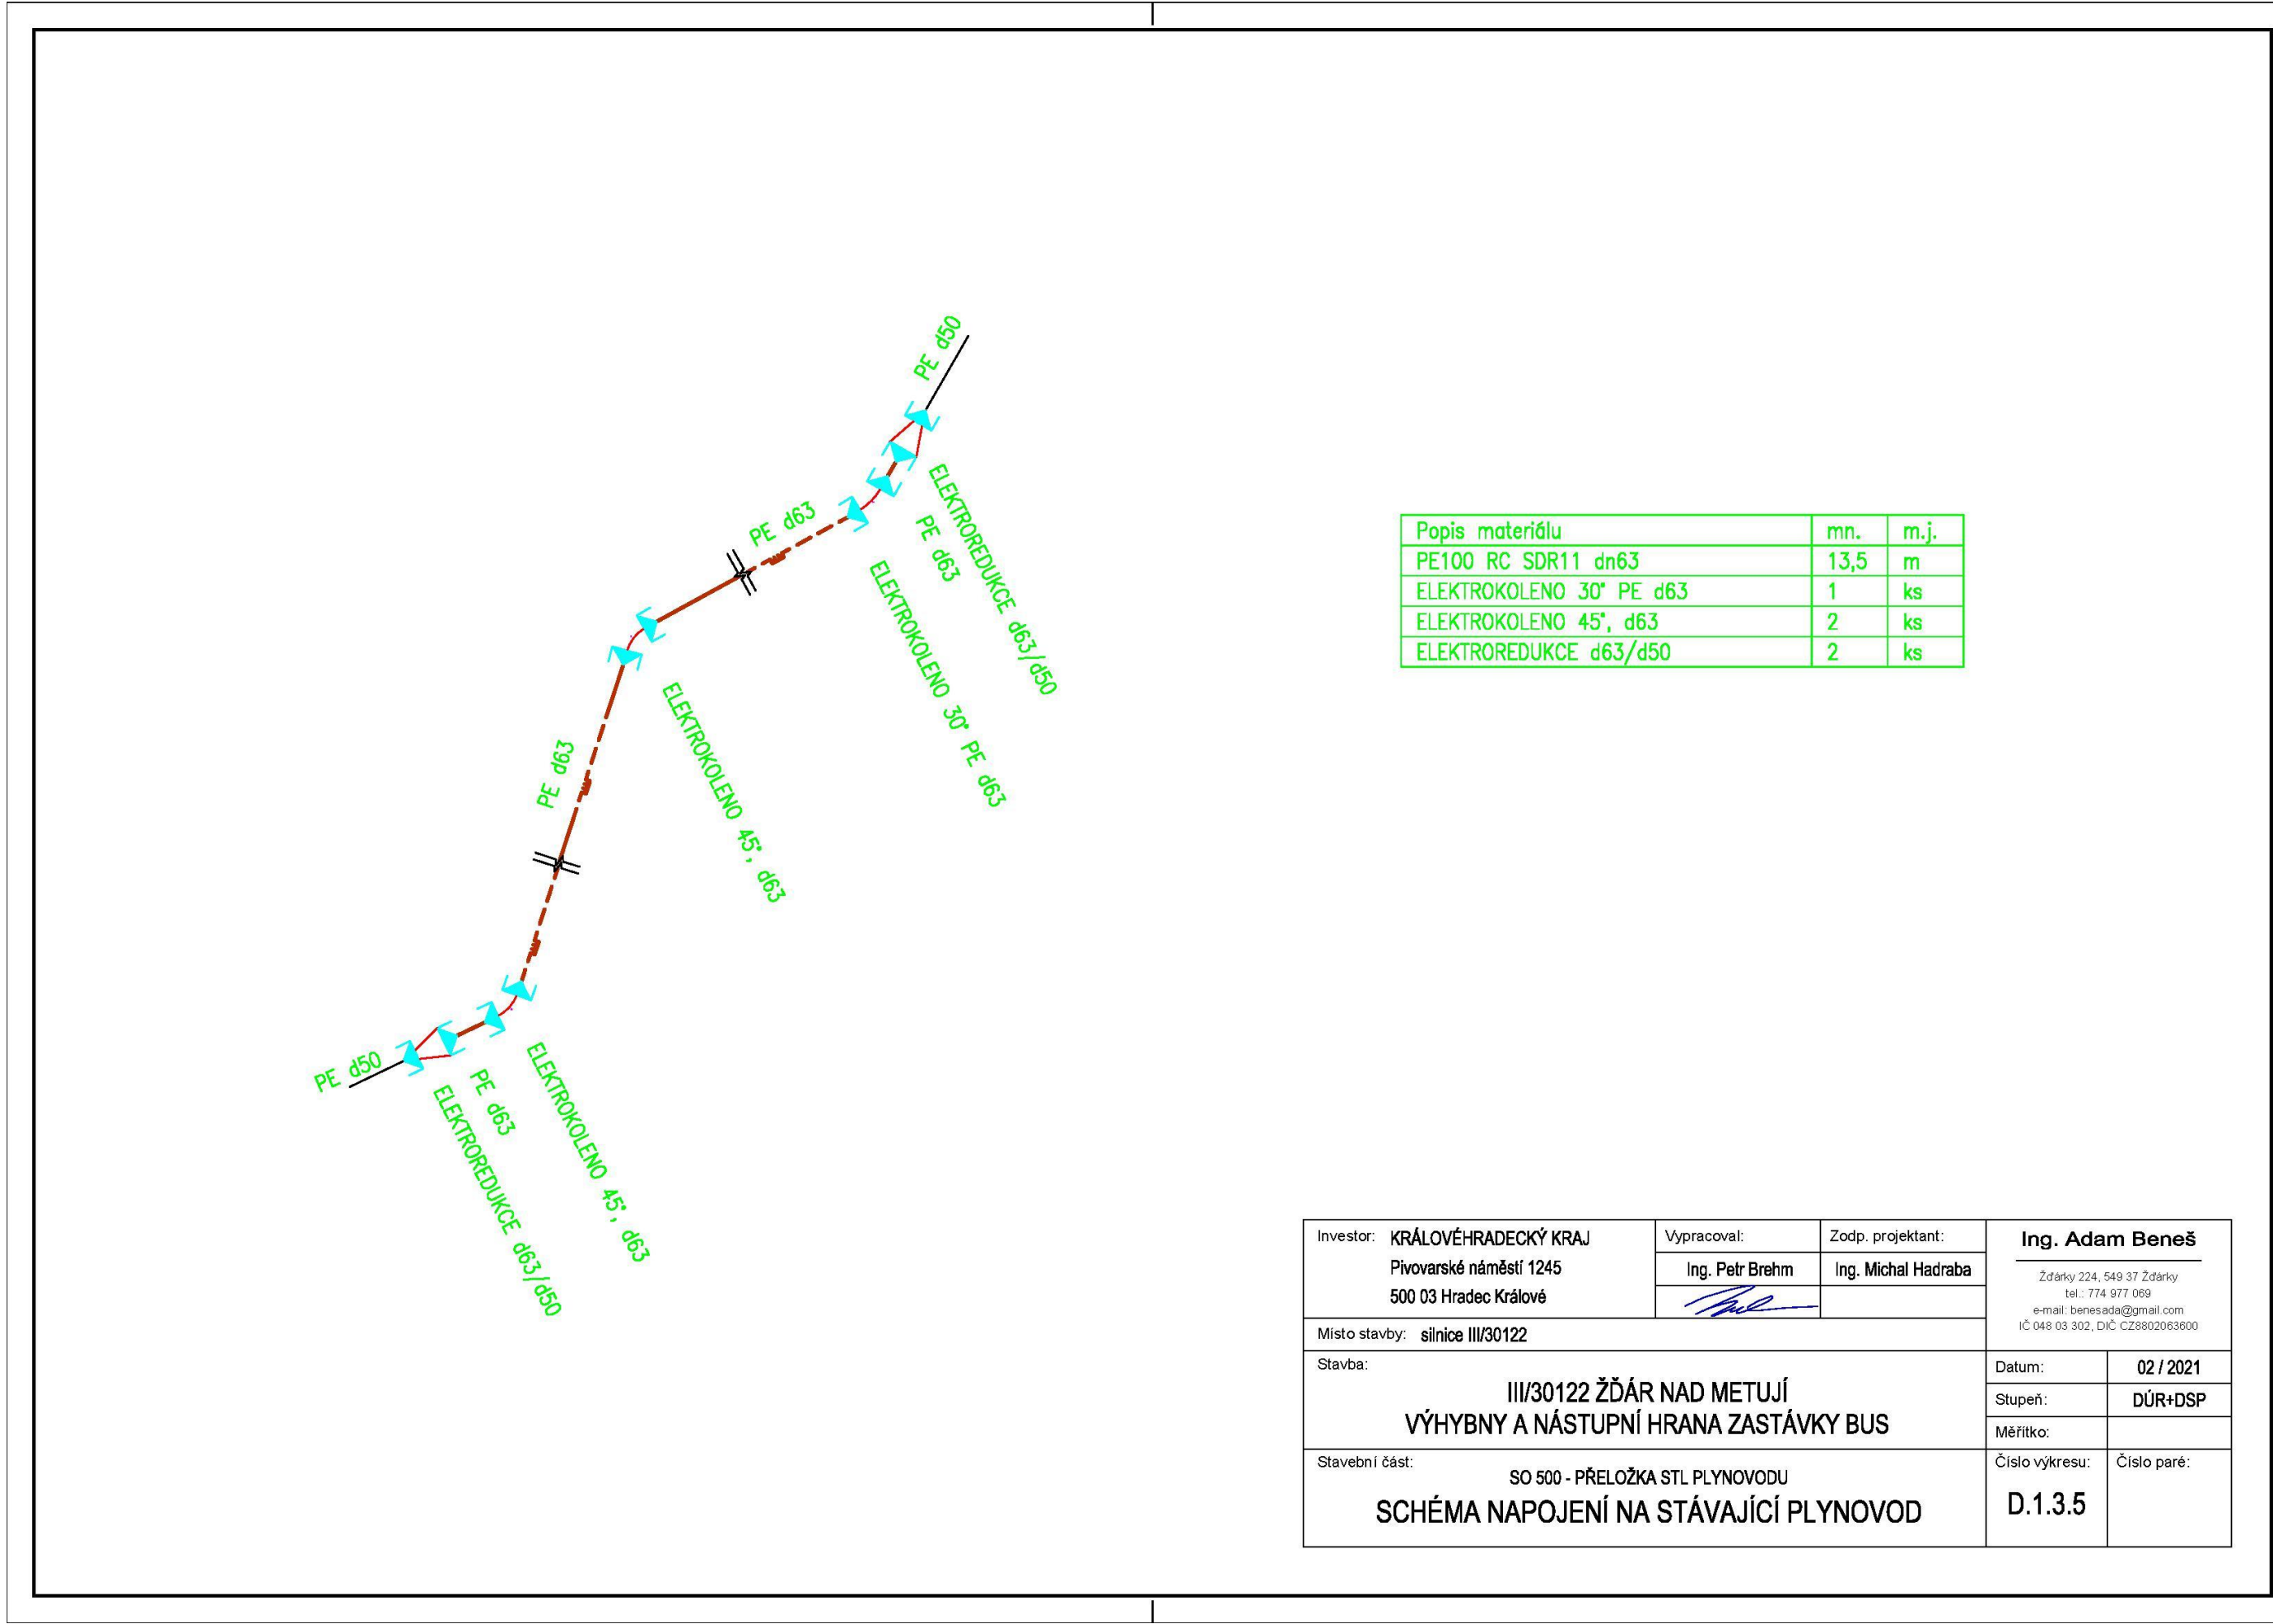 PE d50
PE d63
ELEKTROREDUKCE d63/d50
PE d63
ELEKTROKOLENO 30° PE d63
ELEKTROKOLENO 45°, d63
PE d63
PE d50
PE d63
ELEKTROKOLENO 45°, d63
ELEKTROREDUKCE d63/d50
Popis materiálu mn. m.j.
PE100 RC SDR11 dn63 13,5 m
ELEKTROKOLENO 30° PE d63 1 ks
ELEKTROKOLENO 45°, d63 2 ks
ELEKTROREDUKCE d63/d50 2 ks
Investor: KRÁLOVÉHRADECKÝ KRAJ
Pivovarské náměstí 1245
500 03 Hradec Králové
Vypracoval:
Ing. Petr Brehm
Zodp. projektant:
Ing. Michal Hadraba
Ing. Adam Beneš
Žďárky 224, 549 37 Žďárky
tel.: 774 977 069
e-mail: benesada@gmail.com
IČ 048 03 302, DIČ CZ8802063600
Místo stavby: silnice III/30122
Stavba:
III/30122 ŽĎÁR NAD METUJÍ
VÝHYBNY A NÁSTUPNÍ HRANA ZASTÁVKY BUS
Datum: 02 / 2021
Stupeň: DÚR+DSP
Měřítko:
Stavební část:
SO 500 - PŘELOŽKA STL PLYNOVODU
SCHÉMA NAPOJENÍ NA STÁVAJÍCÍ PLYNOVOD
Číslo výkresu:
D.1.3.5
Číslo paré: